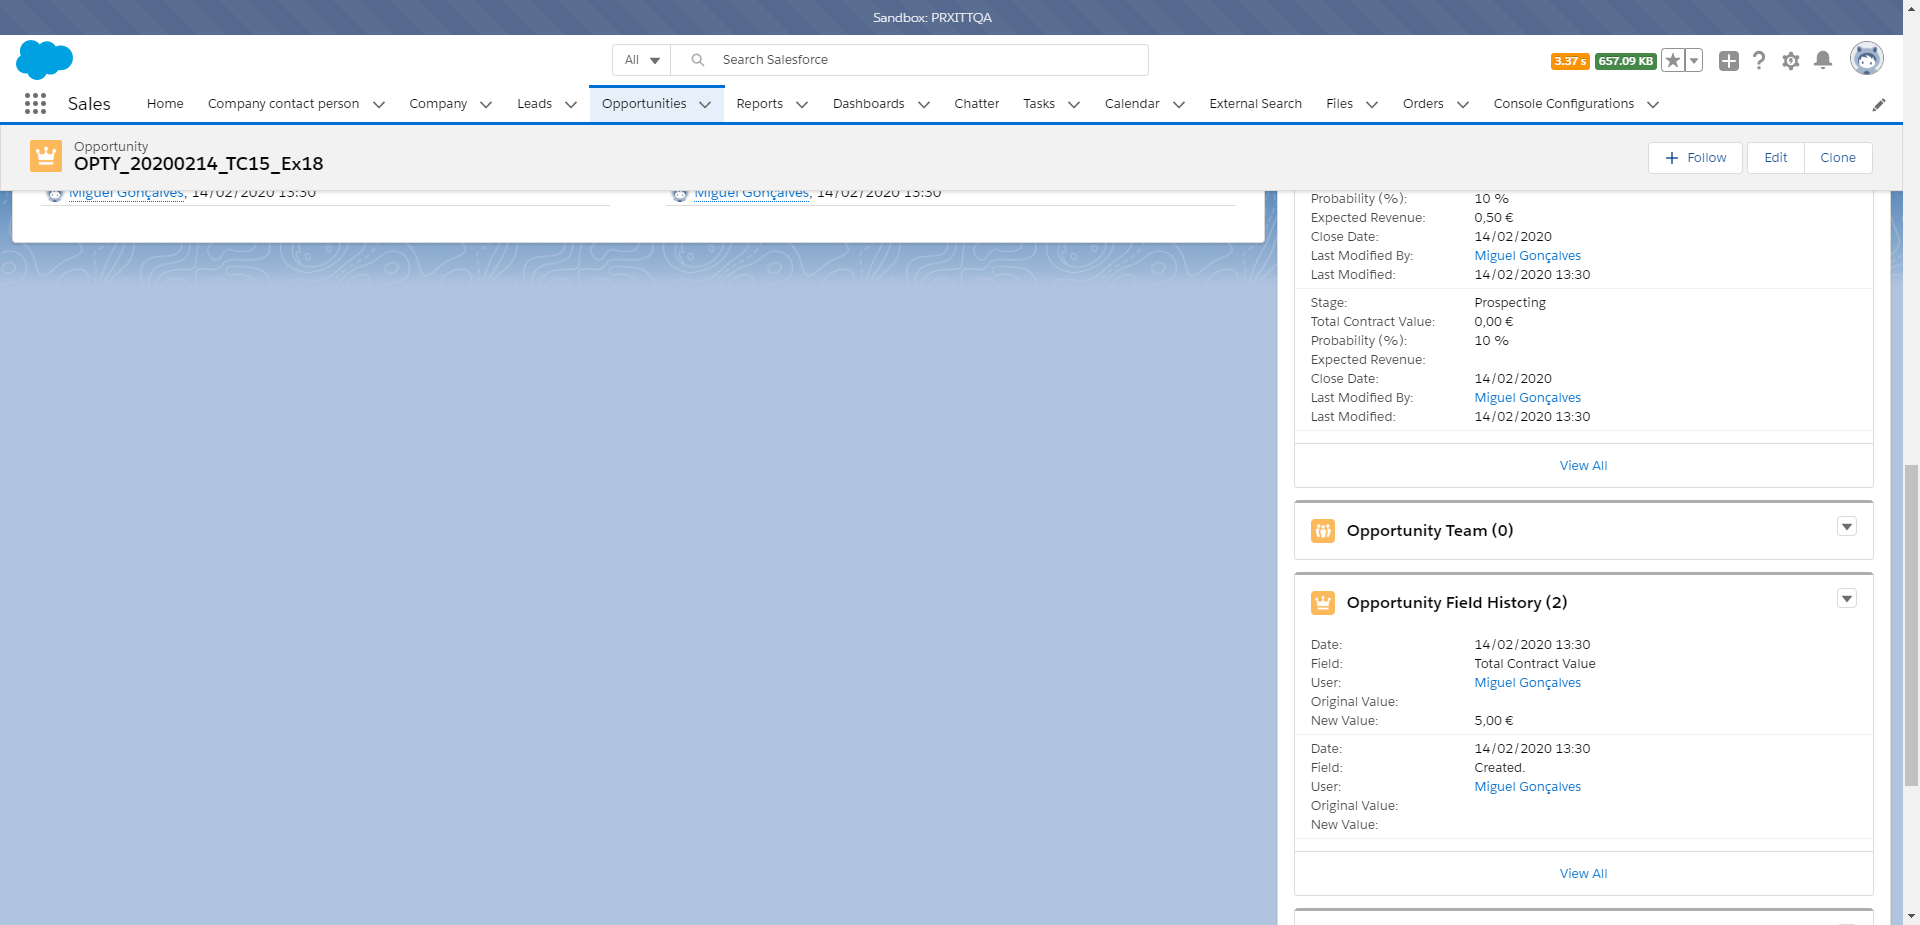 Sandbox: PRXITTQA
All
Search Salesforce
3.37 s
657.09 KB
Sales
Home
Company contact person
Company
Leads
Opportunities
Reports
Dashboards
Chatter
Tasks
Calendar
External Search
Files
Orders
Console Configurations
Opportunity
OPTY_20200214_TC15_Ex18
+ Follow
Edit
Clone
Miguel Gonçalves, 14/02/2020 13:30
Miguel Gonçalves, 14/02/2020 13:30
Probability (%): 10 %
Expected Revenue: 0,50 €
Close Date: 14/02/2020
Last Modified By: Miguel Gonçalves
Last Modified: 14/02/2020 13:30
Stage: Prospecting
Total Contract Value: 0,00 €
Probability (%): 10 %
Expected Revenue:
Close Date: 14/02/2020
Last Modified By: Miguel Gonçalves
Last Modified: 14/02/2020 13:30
View All
Opportunity Team (0)
Opportunity Field History (2)
Date: 14/02/2020 13:30
Field: Total Contract Value
User: Miguel Gonçalves
Original Value:
New Value: 5,00 €
Date: 14/02/2020 13:30
Field: Created.
User: Miguel Gonçalves
Original Value:
New Value:
View All